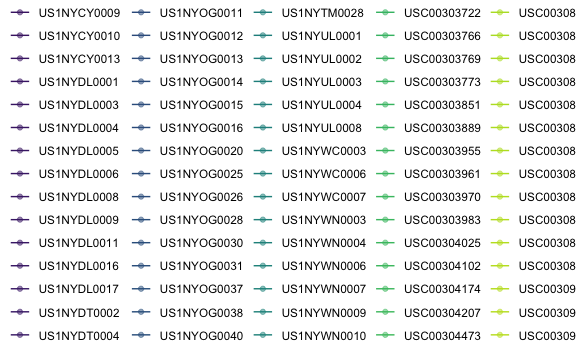 US1NYCY0009 US1NYOG0011 US1NYTM0028 USC00303722 USC00308
US1NYCY0010 US1NYOG0012 US1NYUL0001 USC00303766 USC00308
US1NYCY0013 US1NYOG0013 US1NYUL0002 USC00303769 USC00308
US1NYDL0001 US1NYOG0014 US1NYUL0003 USC00303773 USC00308
US1NYDL0003 US1NYOG0015 US1NYUL0004 USC00303851 USC00308
US1NYDL0004 US1NYOG0016 US1NYUL0008 USC00303889 USC00308
US1NYDL0005 US1NYOG0020 US1NYWC0003 USC00303955 USC00308
US1NYDL0006 US1NYOG0025 US1NYWC0006 USC00303961 USC00308
US1NYDL0008 US1NYOG0026 US1NYWC0007 USC00303970 USC00308
US1NYDL0009 US1NYOG0028 US1NYWN0003 USC00303983 USC00308
US1NYDL0011 US1NYOG0030 US1NYWN0004 USC00304025 USC00308
US1NYDL0016 US1NYOG0031 US1NYWN0006 USC00304102 USC00308
US1NYDL0017 US1NYOG0037 US1NYWN0007 USC00304174 USC00309
US1NYDT0002 US1NYOG0038 US1NYWN0009 USC00304207 USC00309
US1NYDT0004 US1NYOG0040 US1NYWN0010 USC00304473 USC00309